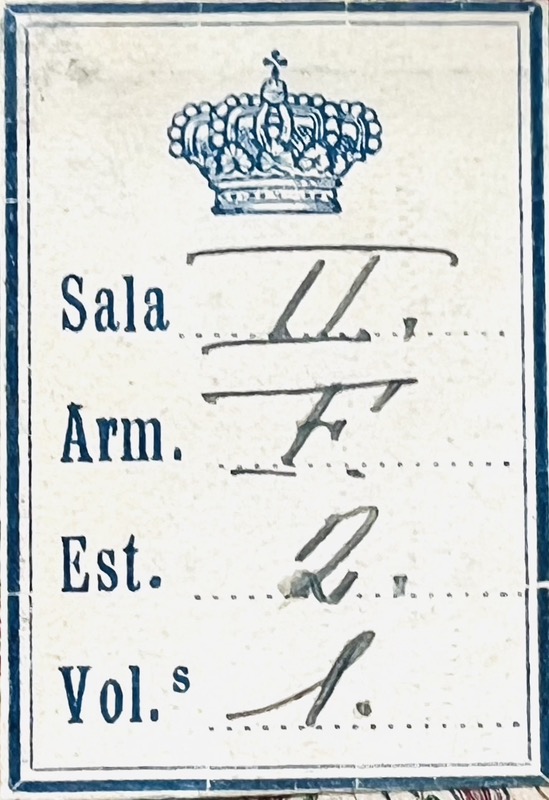 Sala II.
Arm. F
Est. 2.
Vol.s 1.